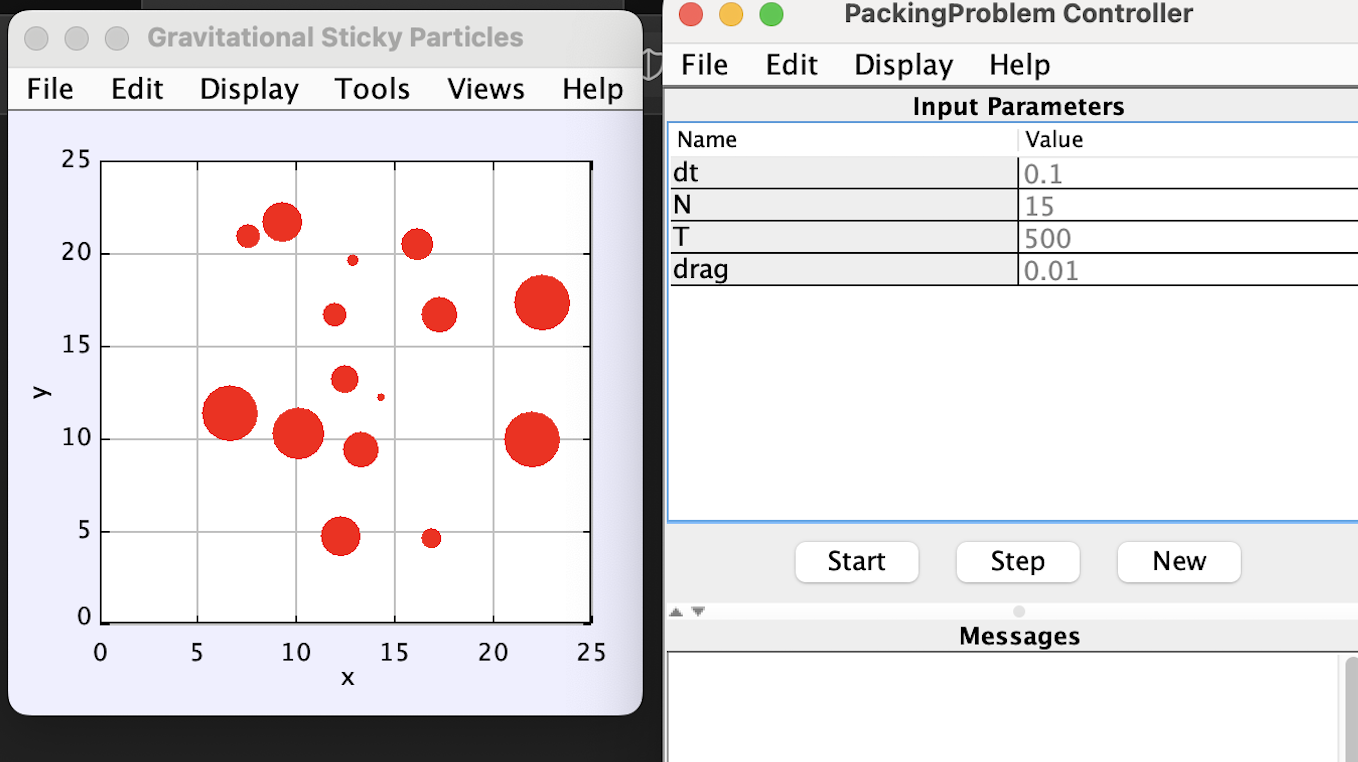 Gravitational Sticky Particles
File Edit Display Tools Views Help
25
20
15
10
5
0
y
0 5 10 15 20 25
x
PackingProblem Controller
File Edit Display Help
Input Parameters
Name Value
dt 0.1
N 15
T 500
drag 0.01
Start Step New
Messages